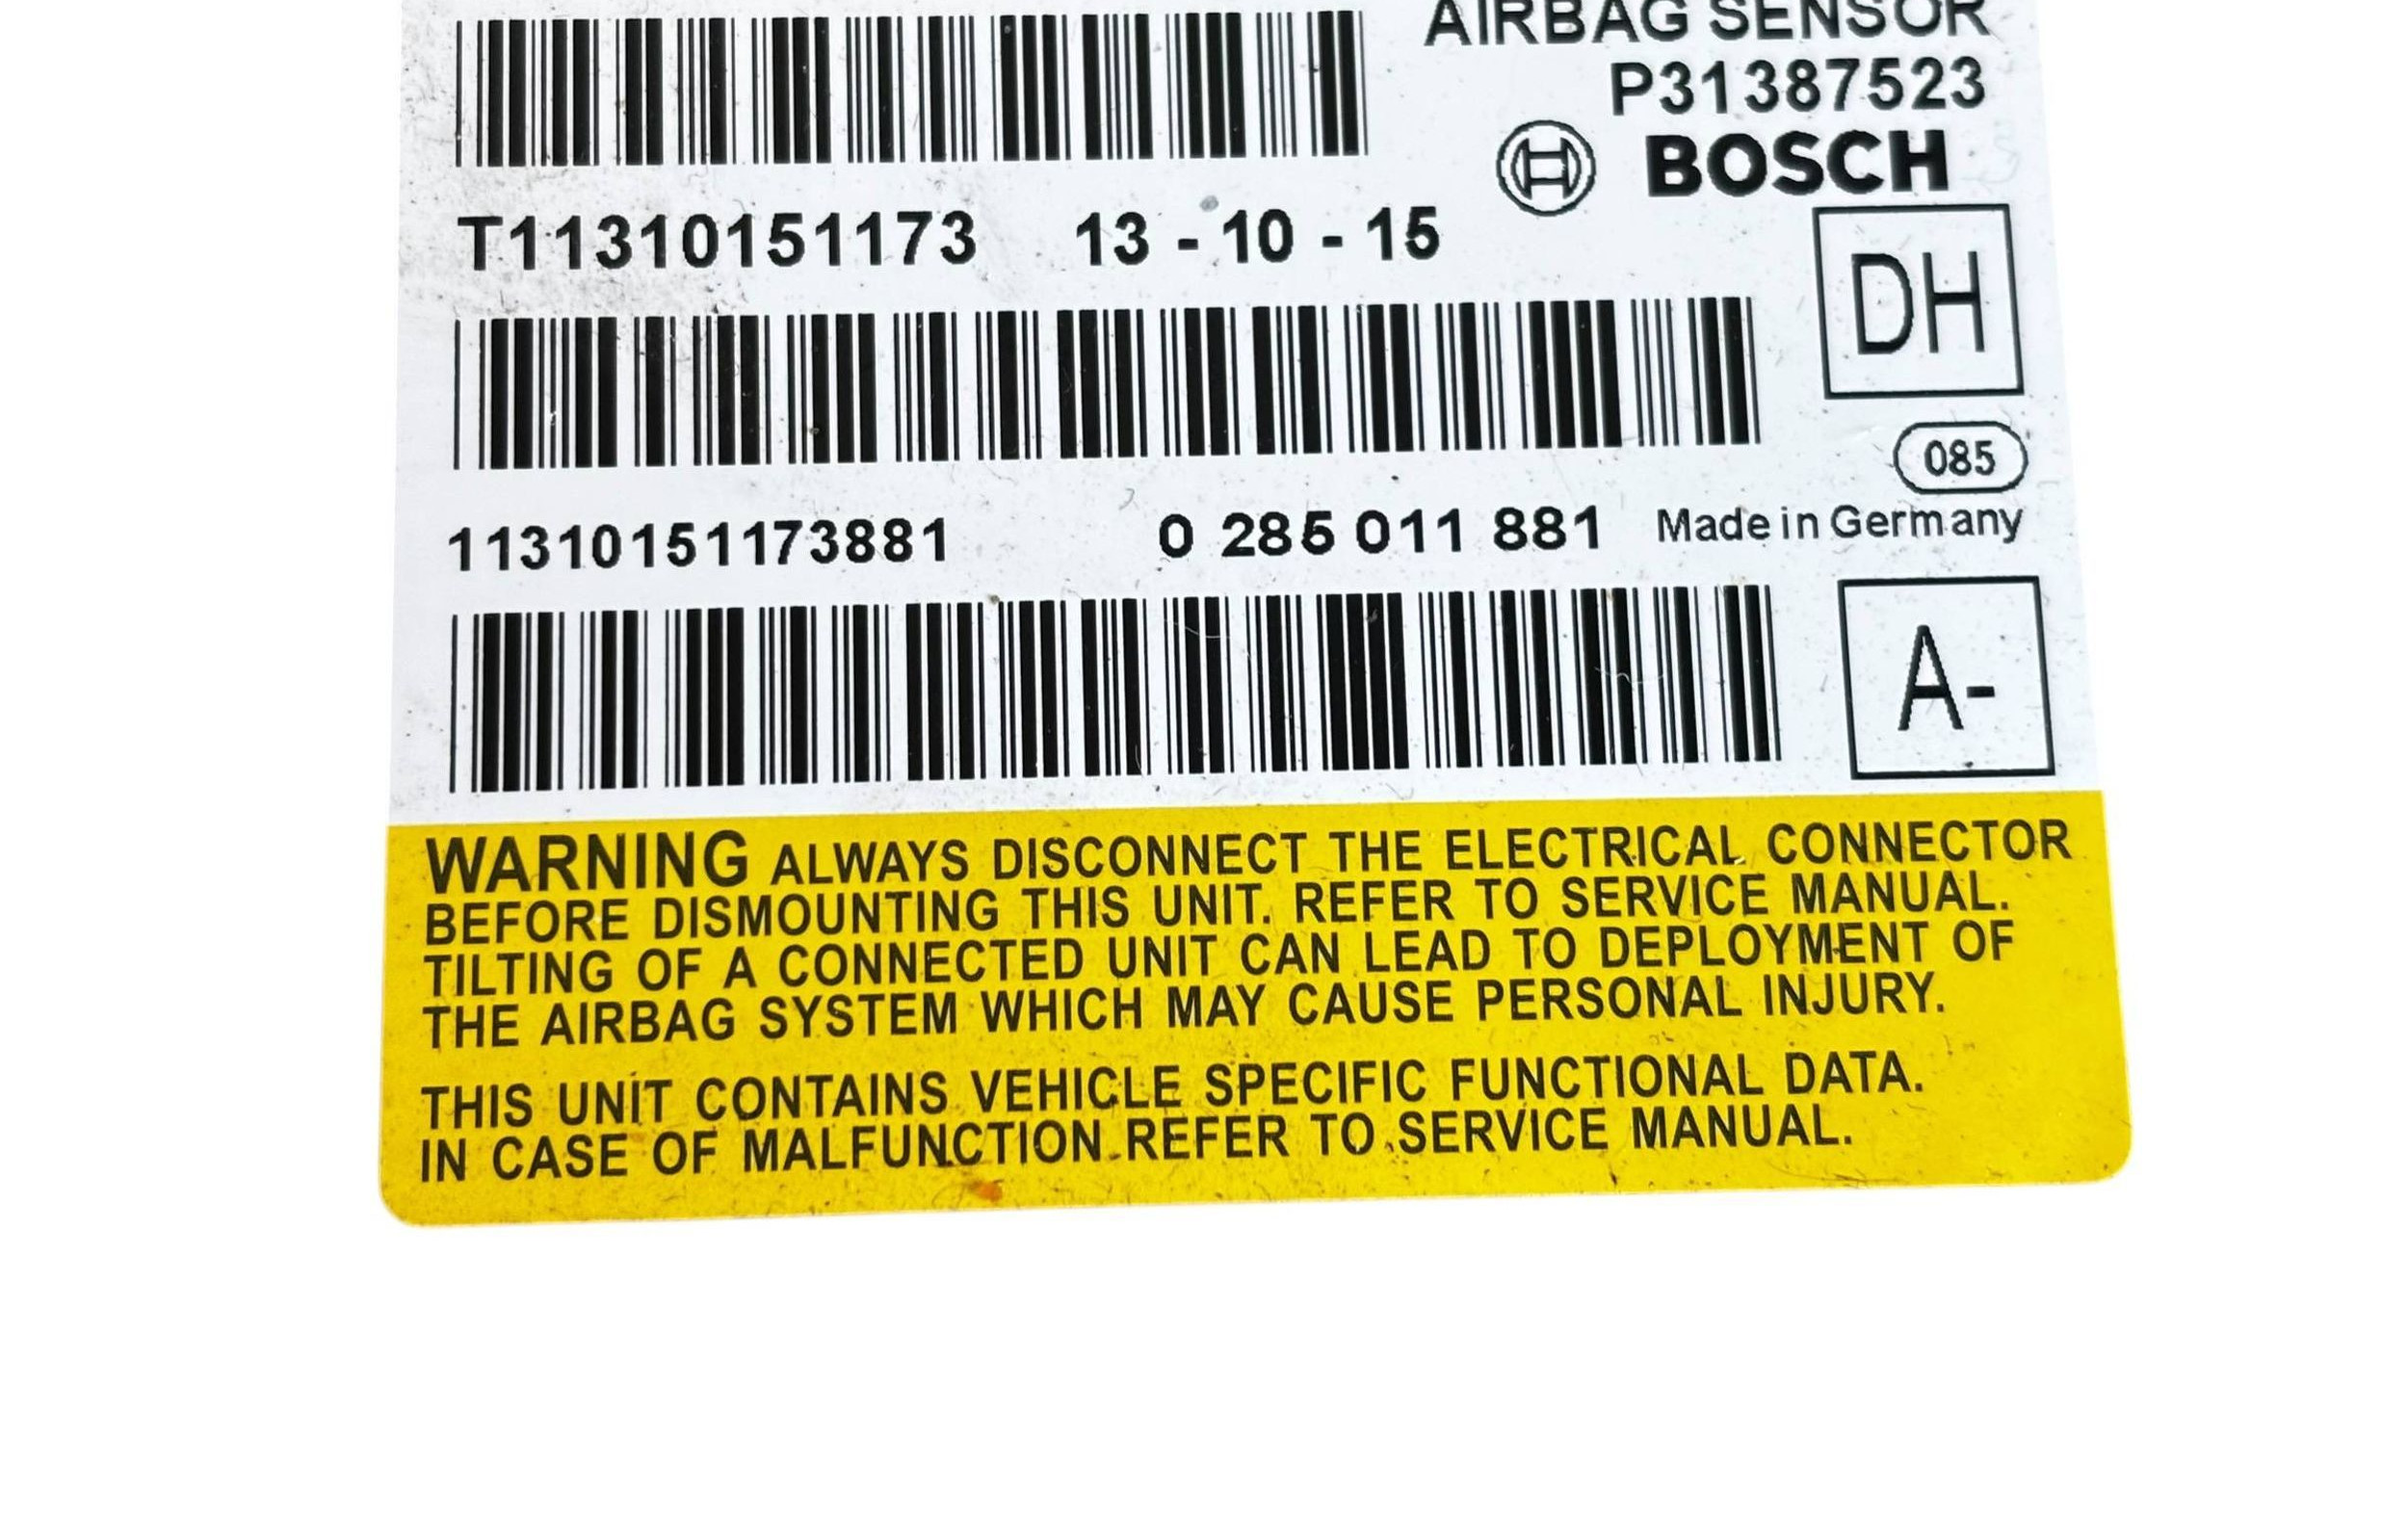 AIRBAG SENSOR
P31387523
BOSCH
T11310151173 13 - 10 - 15
DH
085
11310151173881 0 285 011 881 Made in Germany
A-
WARNING ALWAYS DISCONNECT THE ELECTRICAL CONNECTOR
BEFORE DISMOUNTING THIS UNIT. REFER TO SERVICE MANUAL.
TILTING OF A CONNECTED UNIT CAN LEAD TO DEPLOYMENT OF
THE AIRBAG SYSTEM WHICH MAY CAUSE PERSONAL INJURY.
THIS UNIT CONTAINS VEHICLE SPECIFIC FUNCTIONAL DATA.
IN CASE OF MALFUNCTION REFER TO SERVICE MANUAL.